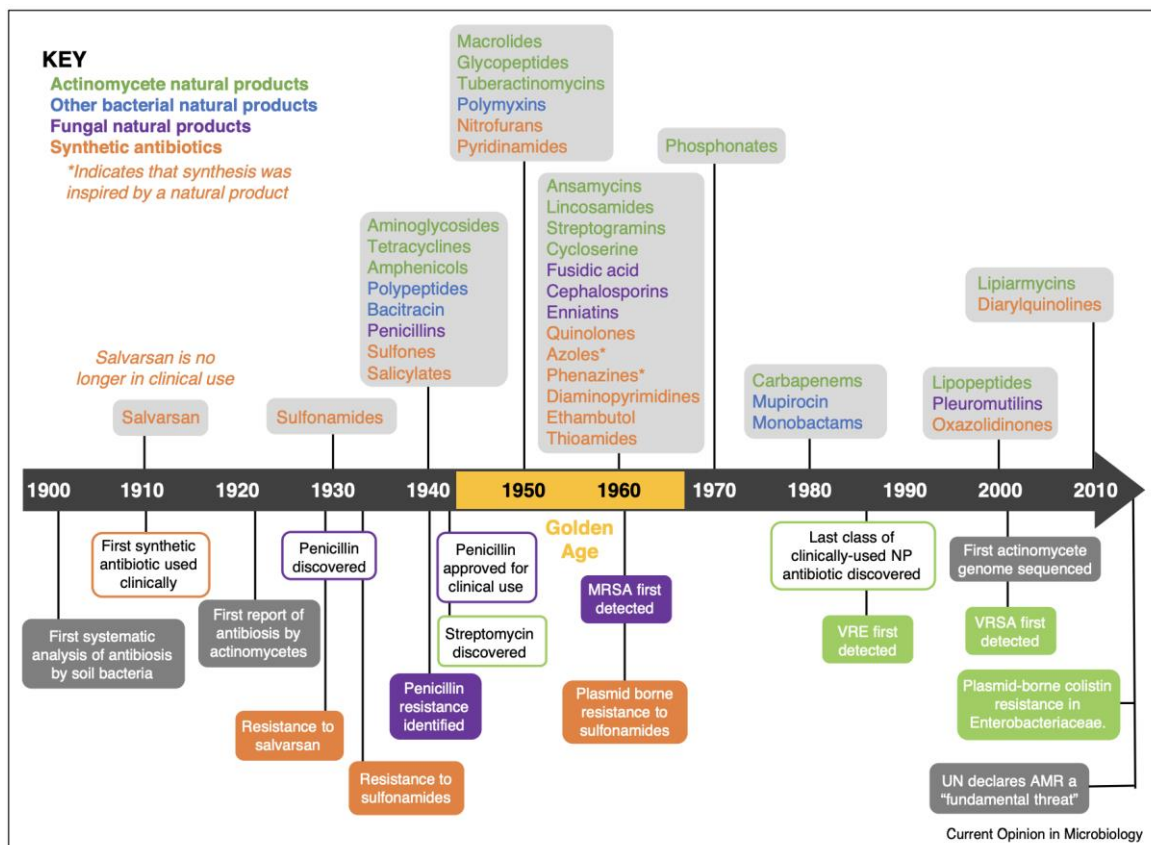 KEY
Actinomycete natural products
Other bacterial natural products
Fungal natural products
Synthetic antibiotics
*Indicates that synthesis was
inspired by a natural product
Salvarsan is no
longer in clinical use
Salvarsan
Sulfonamides
Aminoglycosides
Tetracyclines
Amphenicols
Polypeptides
Bacitracin
Penicillins
Sulfones
Salicylates
Macrolides
Glycopeptides
Tuberactinomycins
Polymyxins
Nitrofurans
Pyridinamides
Ansamycins
Lincosamides
Streptogramins
Cycloserine
Fusidic acid
Cephalosporins
Enniatins
Quinolones
Azoles*
Phenazines*
Diaminopyrimidines
Ethambutol
Thioamides
Phosphonates
Carbapenems
Mupirocin
Monobactams
Lipopeptides
Pleuromutilins
Oxazolidinones
Lipiarmycins
Diarylquinolines
1900 1910 1920 1930 1940 1950 1960 1970 1980 1990 2000 2010
Golden
Age
First systematic
analysis of antibiosis
by soil bacteria
First synthetic
antibiotic used
clinically
First report of
antibiosis by
actinomycetes
Penicillin
discovered
Resistance to
salvarsan
Resistance to
sulfonamides
Penicillin
resistance
identified
Penicillin
approved for
clinical use
Streptomycin
discovered
MRSA first
detected
Plasmid borne
resistance to
sulfonamides
Last class of
clinically-used NP
antibiotic discovered
VRE first
detected
First actinomycete
genome sequenced
VRSA first
detected
Plasmid-borne colistin
resistance in
Enterobacteriaceae.
UN declares AMR a
“fundamental threat”
Current Opinion in Microbiology